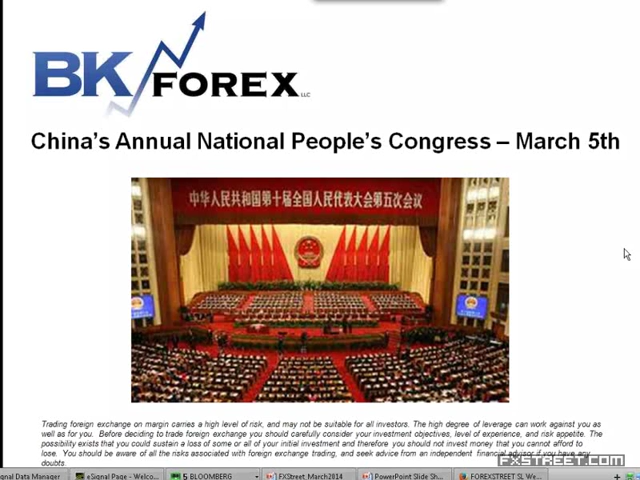 BK FOREX LLC
China's Annual National People's Congress – March 5th
中华人民共和国第十届全国人民代表大会第五次会议
Trading foreign exchange on margin carries a high level of risk, and may not be suitable for all investors. The high degree of leverage can work against you
as well as for you. Before deciding to trade foreign exchange you should carefully consider your investment objectives, level of experience, and risk appetite. The
possibility exists that you could sustain a loss of some or all of your initial investment and therefore you should not invest money that you cannot afford to
lose. You should be aware of all the risks associated with foreign exchange trading, and seek advice from an independent financial advisor if you have any
doubts
FXSTREET.COM
gnal Data Manager
eSignal Page - Welco...
5 BLOOMBERG
FXStreet_March2014
PowerPoint Slide Sh...
FOREXSTREET SL We...